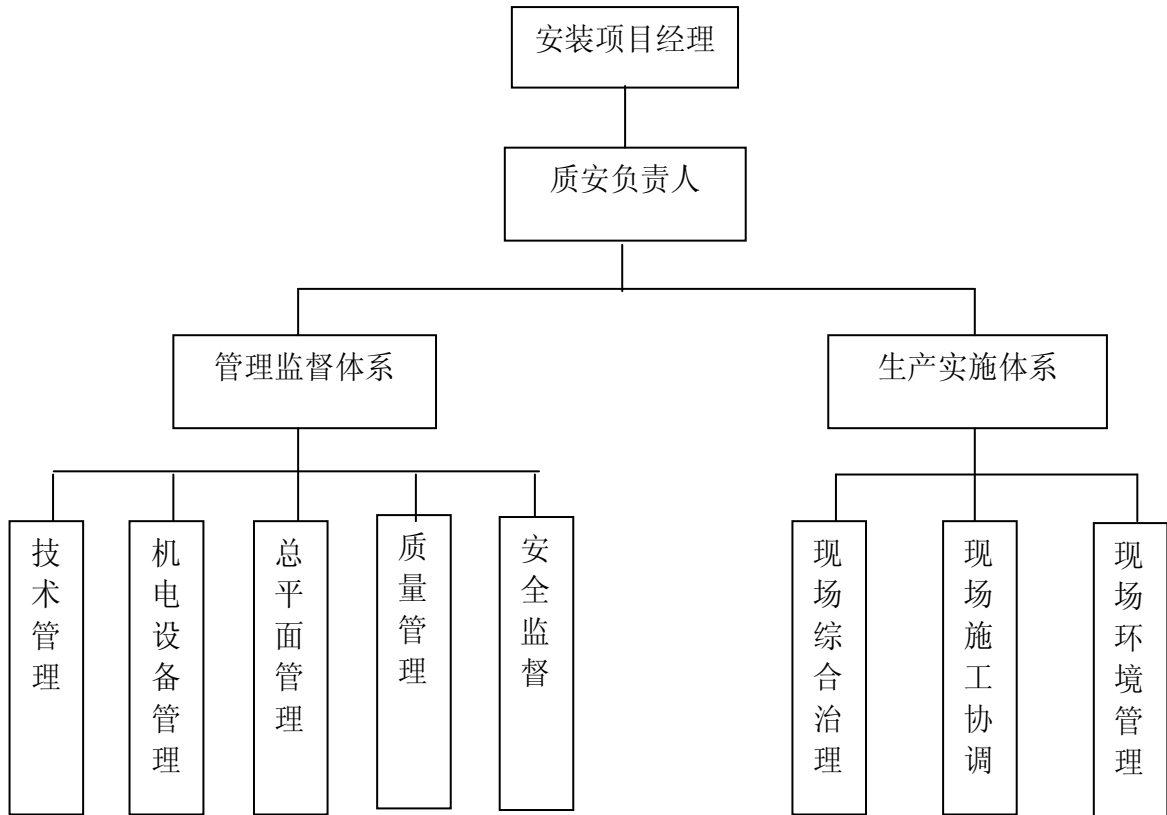 安装项目经理
质安负责人
管理监督体系
生产实施体系
技术管理
机电设备管理
总平面管理
质量管理
安全监督
现场综合治理
现场施工协调
现场环境管理